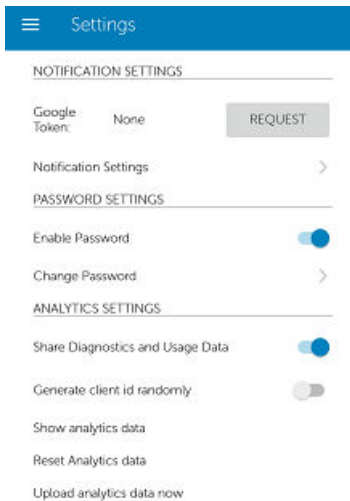 Settings
NOTIFICATION SETTINGS
Google
Token:
None
REQUEST
Notification Settings
PASSWORD SETTINGS
Enable Password
Change Password
ANALYTICS SETTINGS
Share Diagnostics and Usage Data
Generate client id randomly
Show analytics data
Reset Analytics data
Upload analytics data now